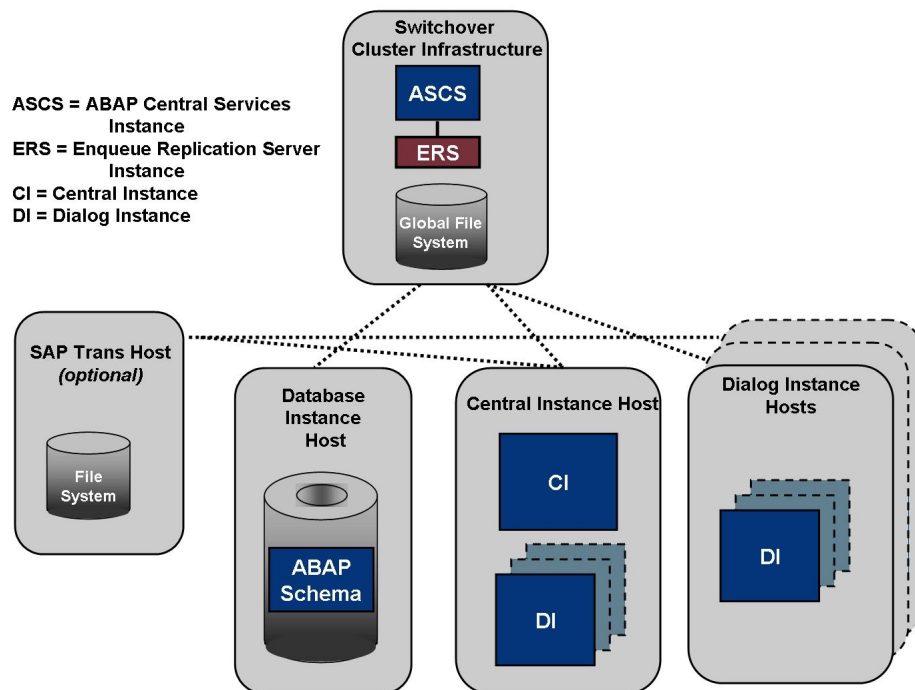 Switchover
Cluster Infrastructure
ASCS
ERS
Global File
System
ASCS = ABAP Central Services
Instance
ERS = Enqueue Replication Server
Instance
CI = Central Instance
DI = Dialog Instance
SAP Trans Host
(optional)
File
System
Database
Instance
Host
ABAP
Schema
Central Instance Host
CI
DI
Dialog Instance
Hosts
DI